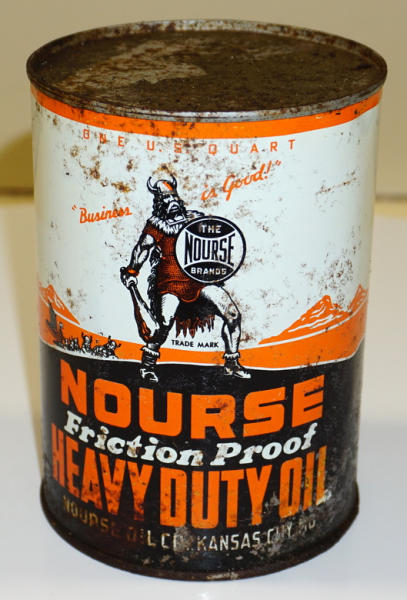 ONE U.S. QUART
"Business is Good!"
THE
NOURSE
BRANDS
TRADE MARK
NOURSE
Friction Proof
HEAVY DUTY OIL
NOURSE OIL CO. KANSAS CITY, MO